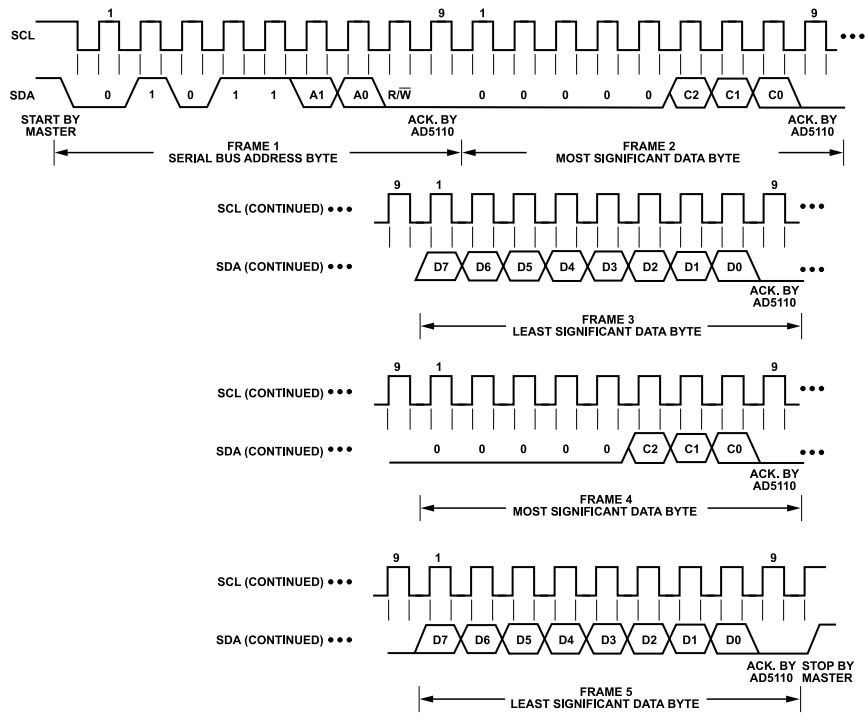 1 9 1 9
SCL •••
SDA 0 1 0 1 1 A1 A0 R/W̅ 0 0 0 0 0 C2 C1 C0
START BY MASTER
ACK. BY AD5110
ACK. BY AD5110
FRAME 1
SERIAL BUS ADDRESS BYTE
FRAME 2
MOST SIGNIFICANT DATA BYTE
9 1 9
SCL (CONTINUED) ••• •••
SDA (CONTINUED) ••• D7 D6 D5 D4 D3 D2 D1 D0 •••
ACK. BY AD5110
FRAME 3
LEAST SIGNIFICANT DATA BYTE
9 1 9
SCL (CONTINUED) ••• •••
SDA (CONTINUED) ••• 0 0 0 0 0 C2 C1 C0 •••
ACK. BY AD5110
FRAME 4
MOST SIGNIFICANT DATA BYTE
9 1 9
SCL (CONTINUED) •••
SDA (CONTINUED) ••• D7 D6 D5 D4 D3 D2 D1 D0
ACK. BY AD5110
STOP BY MASTER
FRAME 5
LEAST SIGNIFICANT DATA BYTE